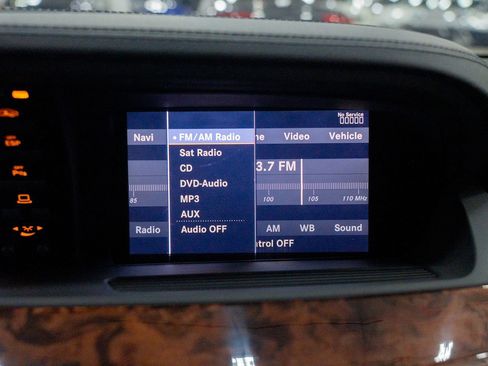 No Service
Navi FM/AM Radio ne Video Vehicle
Sat Radio
CD 3.7 FM
DVD-Audio
85 MP3 100 105 110 MHz
AUX
Radio Audio OFF AM WB Sound
ntrol OFF